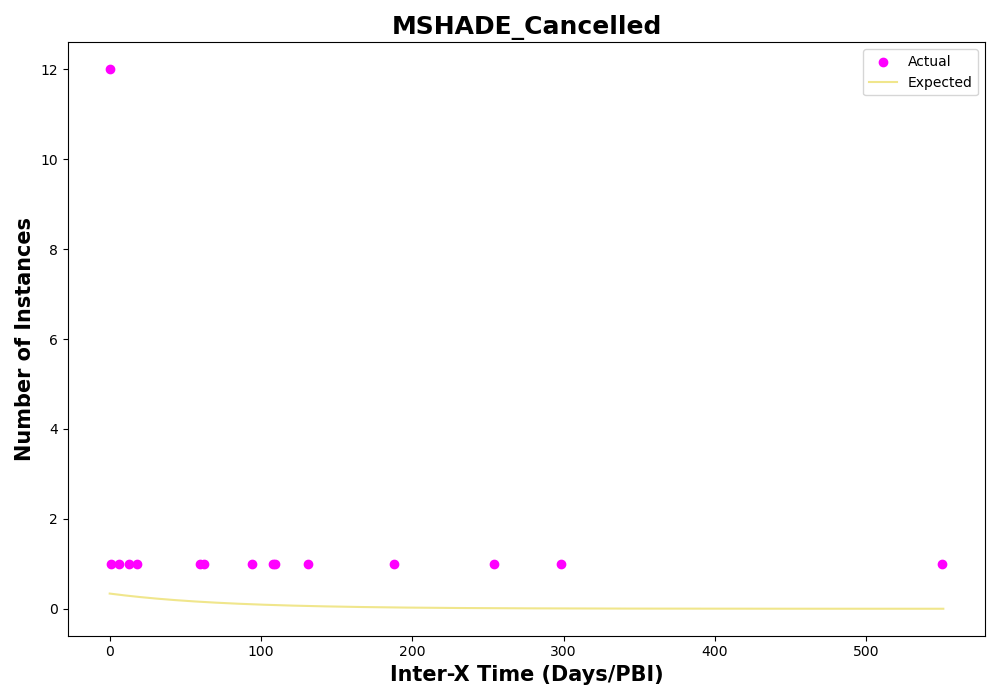 MSHADE_Cancelled
Actual
Expected
12
10
8
6
4
2
0
Number of Instances
0
100
200
300
400
500
Inter-X Time (Days/PBI)